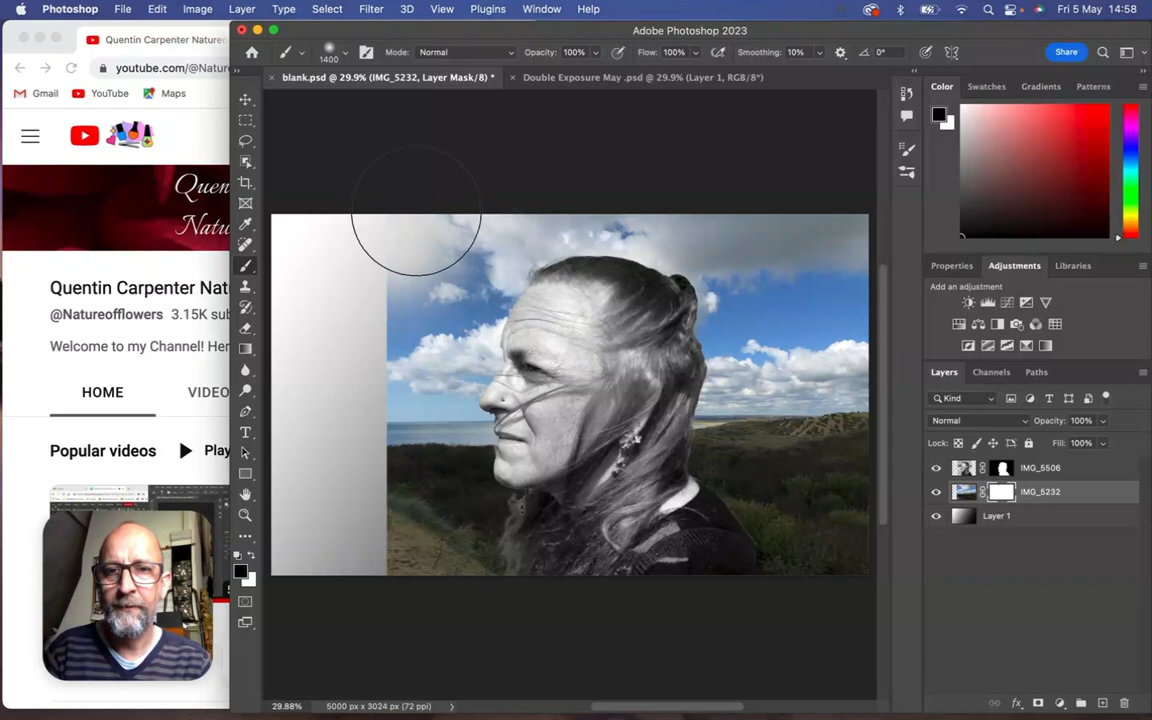 Photoshop File Edit Image Layer Type Select Filter 3D View Plugins Window Help Fri 5 May 14:58
Quentin Carpenter Natureo
Adobe Photoshop 2023
youtube.com/@Nature
1400 Mode: Normal Opacity: 100% Flow: 100% Smoothing: 10% 0° Share
blank.psd @ 29.9% (IMG_5232, Layer Mask/8) * Double Exposure May .psd @ 29.9% (Layer 1, RGB/8*)
Gmail YouTube Maps
Color Swatches Gradients Patterns
Quen
Natu
Properties Adjustments Libraries
Add an adjustment
Quentin Carpenter Nat
@Natureofflowers 3.15K sub
Welcome to my Channel! Her
HOME VIDEO
Layers Channels Paths
Kind
Normal Opacity: 100%
Lock: Fill: 100%
Popular videos Play
IMG_5506
IMG_5232
Layer 1
29.88% 5000 px x 3024 px (72 ppi)